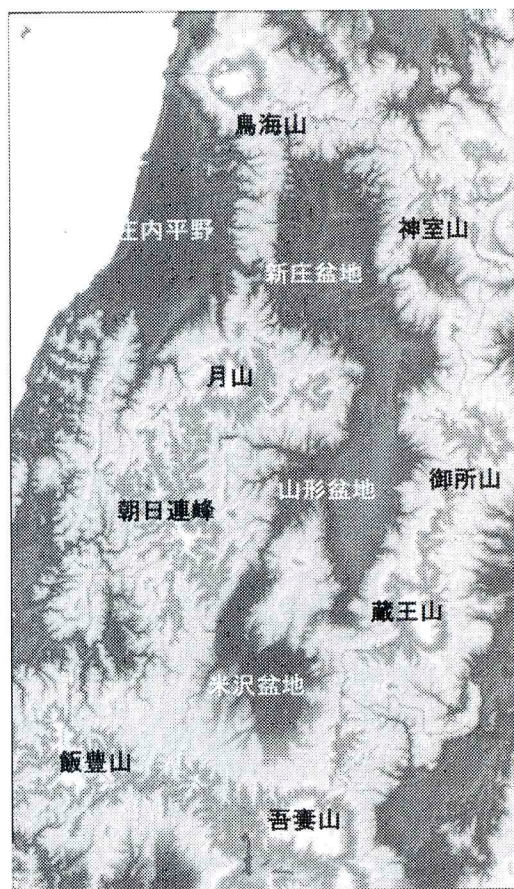 鳥海山
庄内平野
神室山
新庄盆地
月山
山形盆地
御所山
朝日連峰
蔵王山
米沢盆地
飯豊山
吾妻山